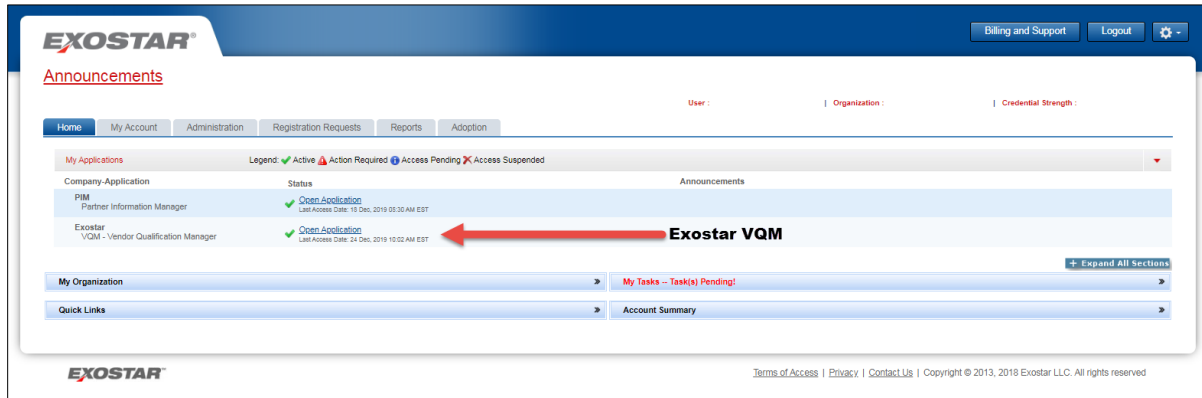 EXOSTAR®
Billing and Support Logout
Announcements
User : | Organization : | Credential Strength :
Home My Account Administration Registration Requests Reports Adoption
My Applications Legend: Active Action Required Access Pending Access Suspended
Company-Application Status Announcements
PIM
Partner Information Manager
Open Application
Last Access Date: 18 Dec, 2019 05:30 AM EST
Exostar
VQM - Vendor Qualification Manager
Open Application
Last Access Date: 24 Dec, 2019 10:02 AM EST
Exostar VQM
+ Expand All Sections
My Organization » My Tasks -- Task(s) Pending! »
Quick Links » Account Summary »
EXOSTAR™
Terms of Access | Privacy | Contact Us | Copyright © 2013, 2018 Exostar LLC. All rights reserved